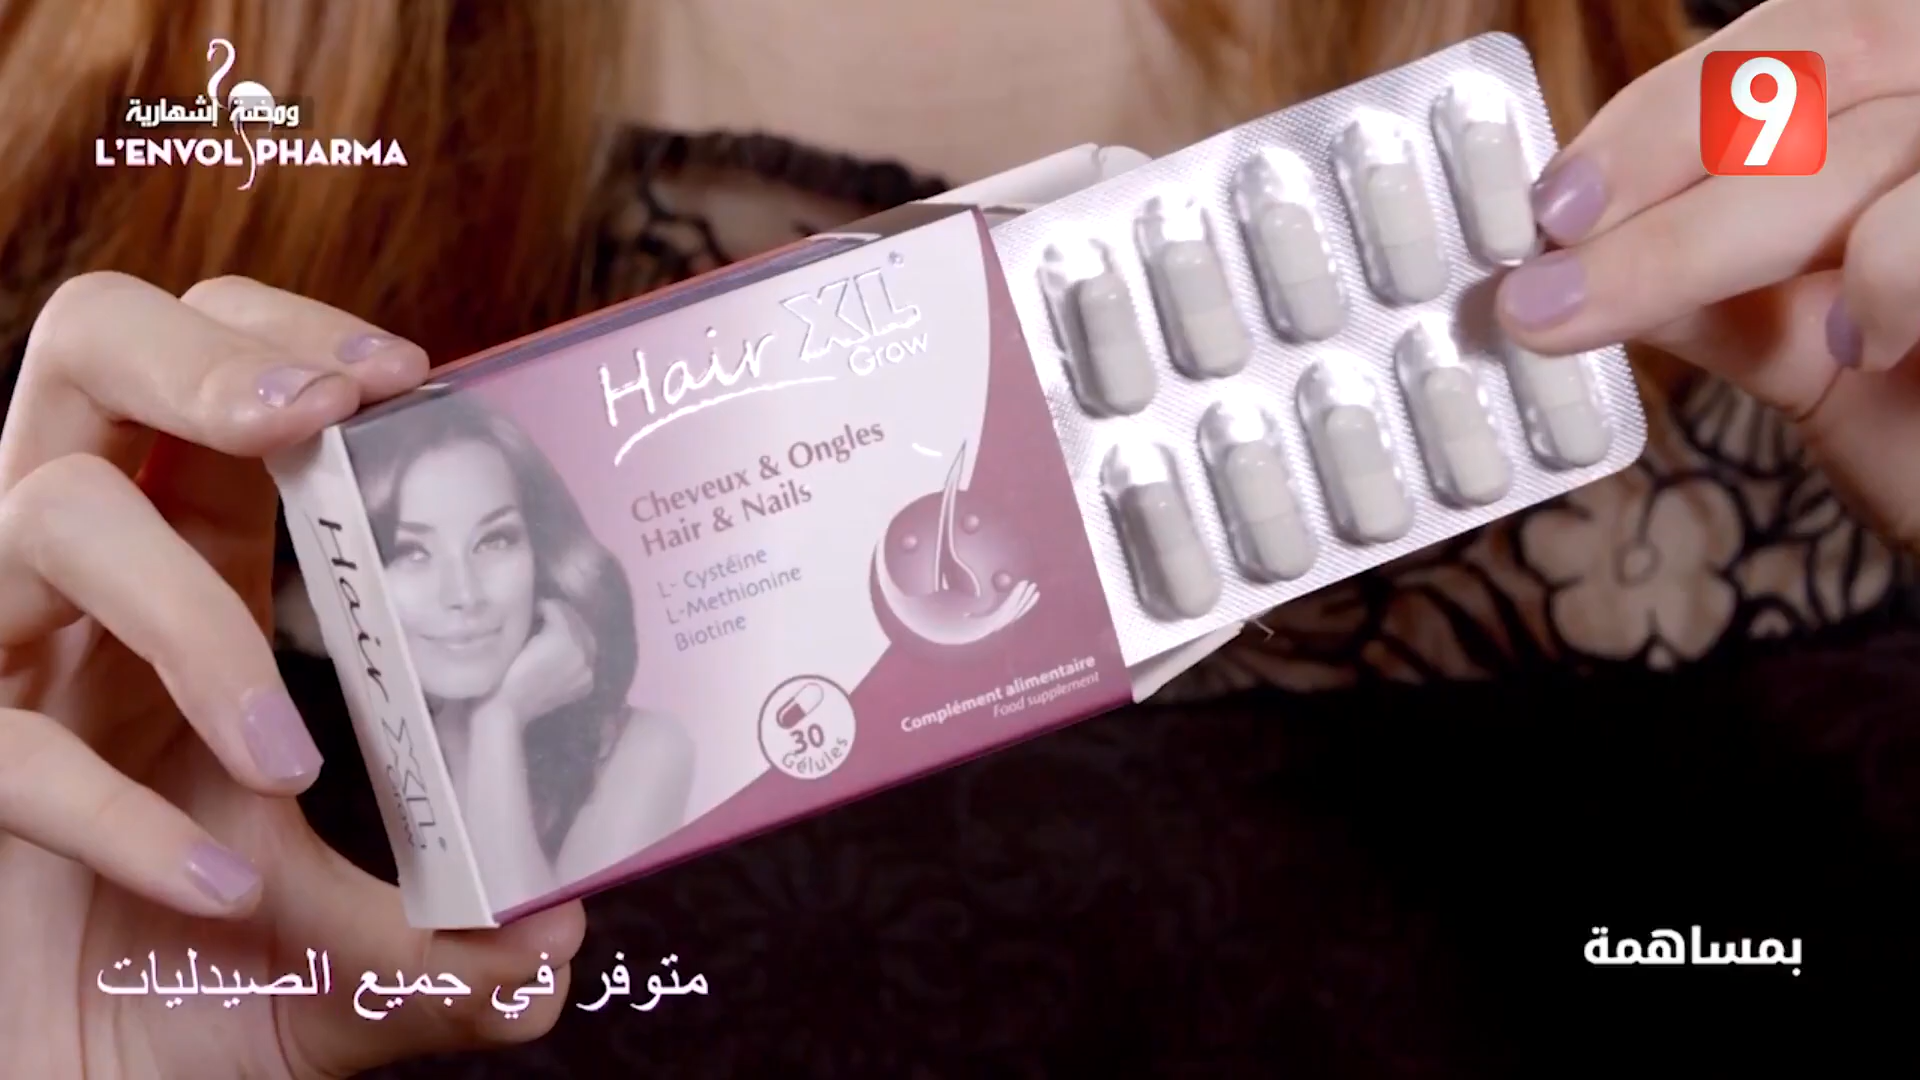 ومضة إشهارية
L'ENVOL PHARMA
9
Hair XL®
Grow
Cheveux & Ongles
Hair & Nails
L- Cystéine
L-Methionine
Biotine
30
Gélules
Complément alimentaire
Food supplement
Hair XL®
Grow
متوفر في جميع الصيدليات
بمساهمة